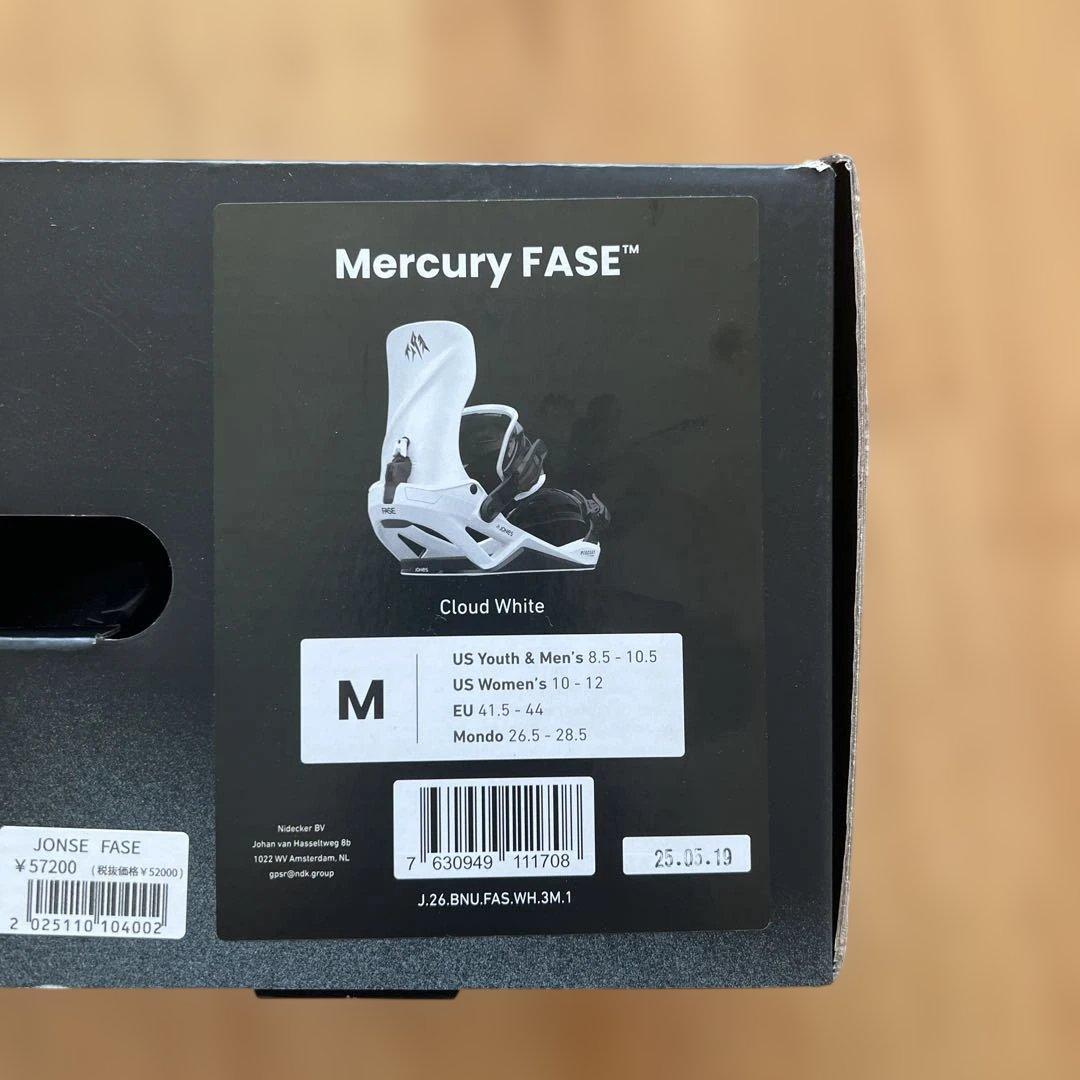 Mercury FASE™
FASE
JONES
JONES
Cloud White
M
US Youth & Men's 8.5 - 10.5
US Women's 10 - 12
EU 41.5 - 44
Mondo 26.5 - 28.5
Nidecker BV
Johan van Hasseltweg 8b
1022 WV Amsterdam, NL
gpsr@ndk.group
7 630949 111708
25.05.19
J.26.BNU.FAS.WH.3M.1
JONSE FASE
￥57200 (税抜価格￥52000)
2 025110 104002